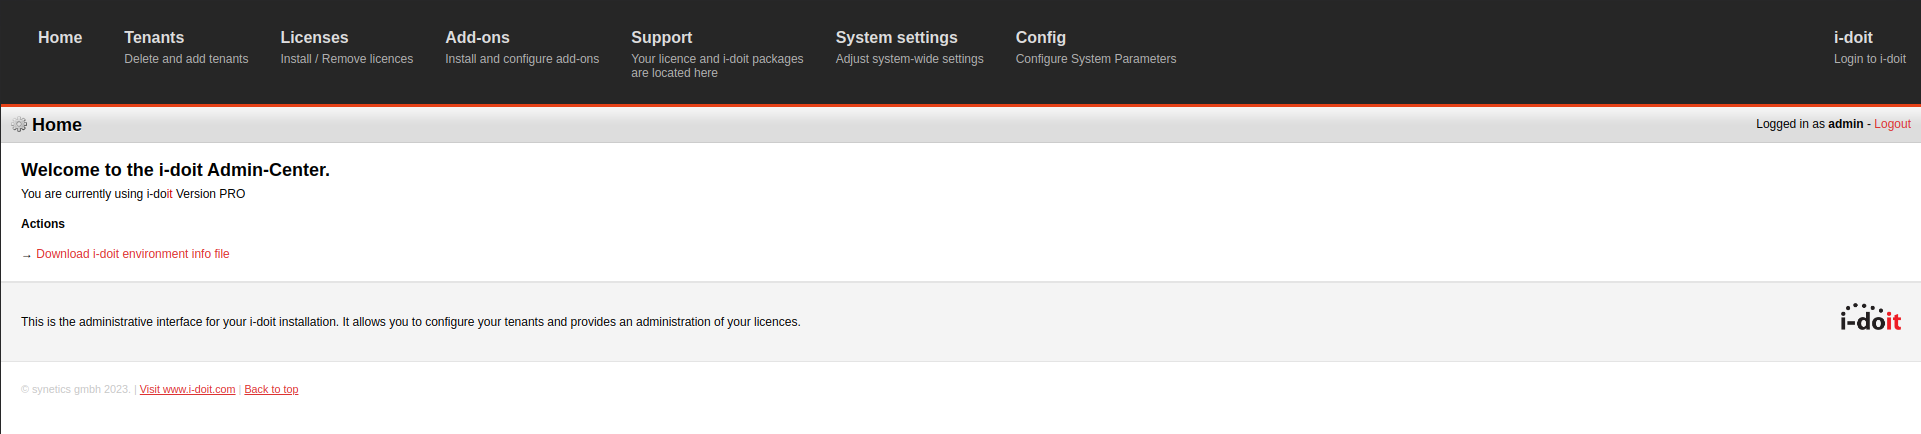 Home
Tenants
Delete and add tenants
Licenses
Install / Remove licences
Add-ons
Install and configure add-ons
Support
Your licence and i-doit packages
are located here
System settings
Adjust system-wide settings
Config
Configure System Parameters
i-doit
Login to i-doit
Home
Logged in as admin - Logout
Welcome to the i-doit Admin-Center.
You are currently using i-doit Version PRO
Actions
→ Download i-doit environment info file
This is the administrative interface for your i-doit installation. It allows you to configure your tenants and provides an administration of your licences.
i-doit
© synetics gmbh 2023. | Visit www.i-doit.com | Back to top